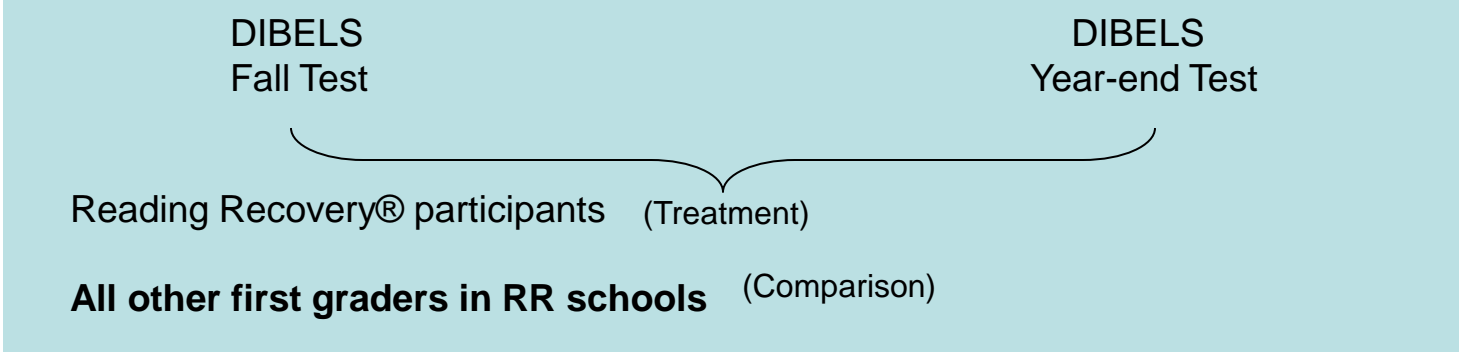 DIBELS
Fall Test
DIBELS
Year-end Test
Reading Recovery® participants (Treatment)
All other first graders in RR schools (Comparison)